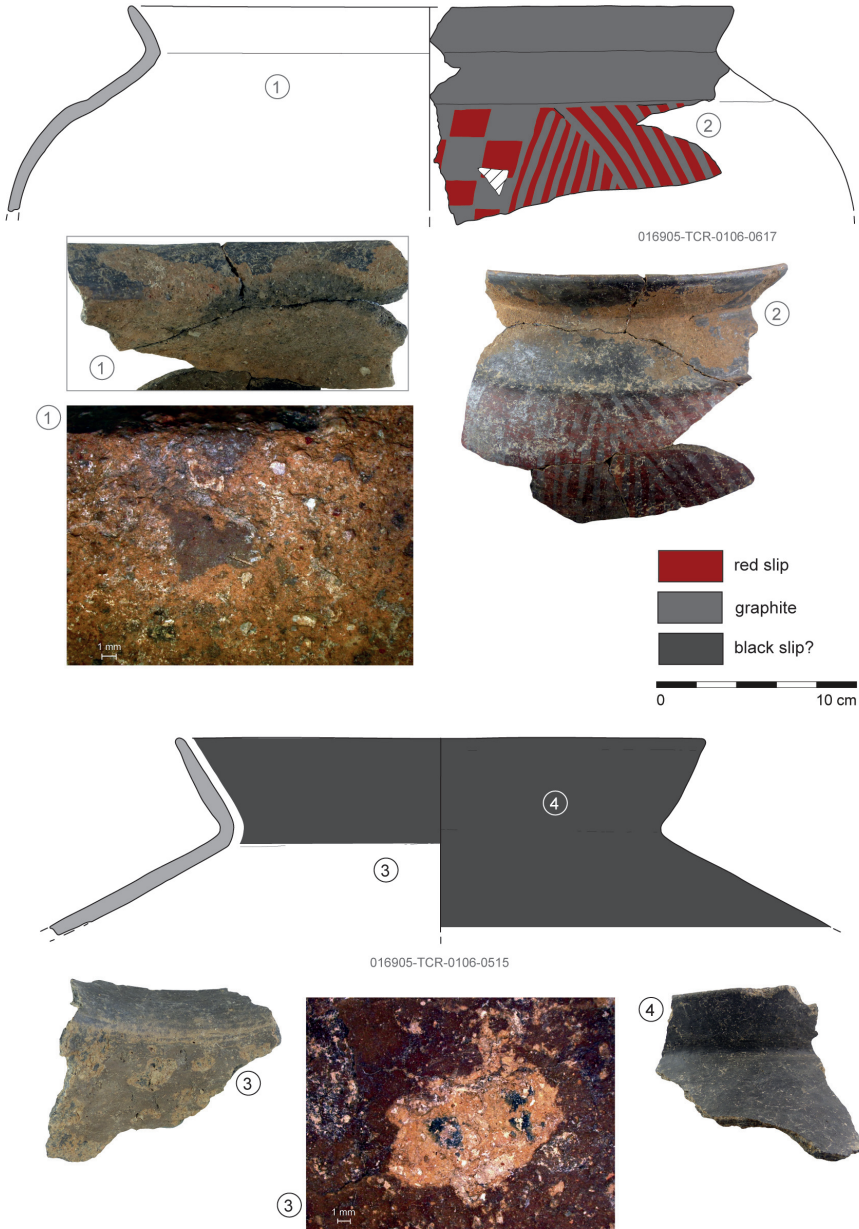 1
2
016905-TCR-0106-0617
1
2
1
1 mm
red slip
graphite
black slip?
0 10 cm
4
3
016905-TCR-0106-0515
4
3
3
1 mm